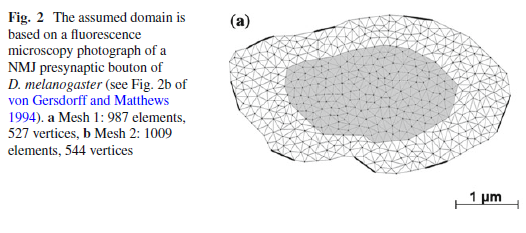 Fig. 2 The assumed domain is
based on a fluorescence
microscopy photograph of a
NMJ presynaptic bouton of
D. melanogaster (see Fig. 2b of
von Gersdorff and Matthews
1994). a Mesh 1: 987 elements,
527 vertices, b Mesh 2: 1009
elements, 544 vertices
(a)
1 µm